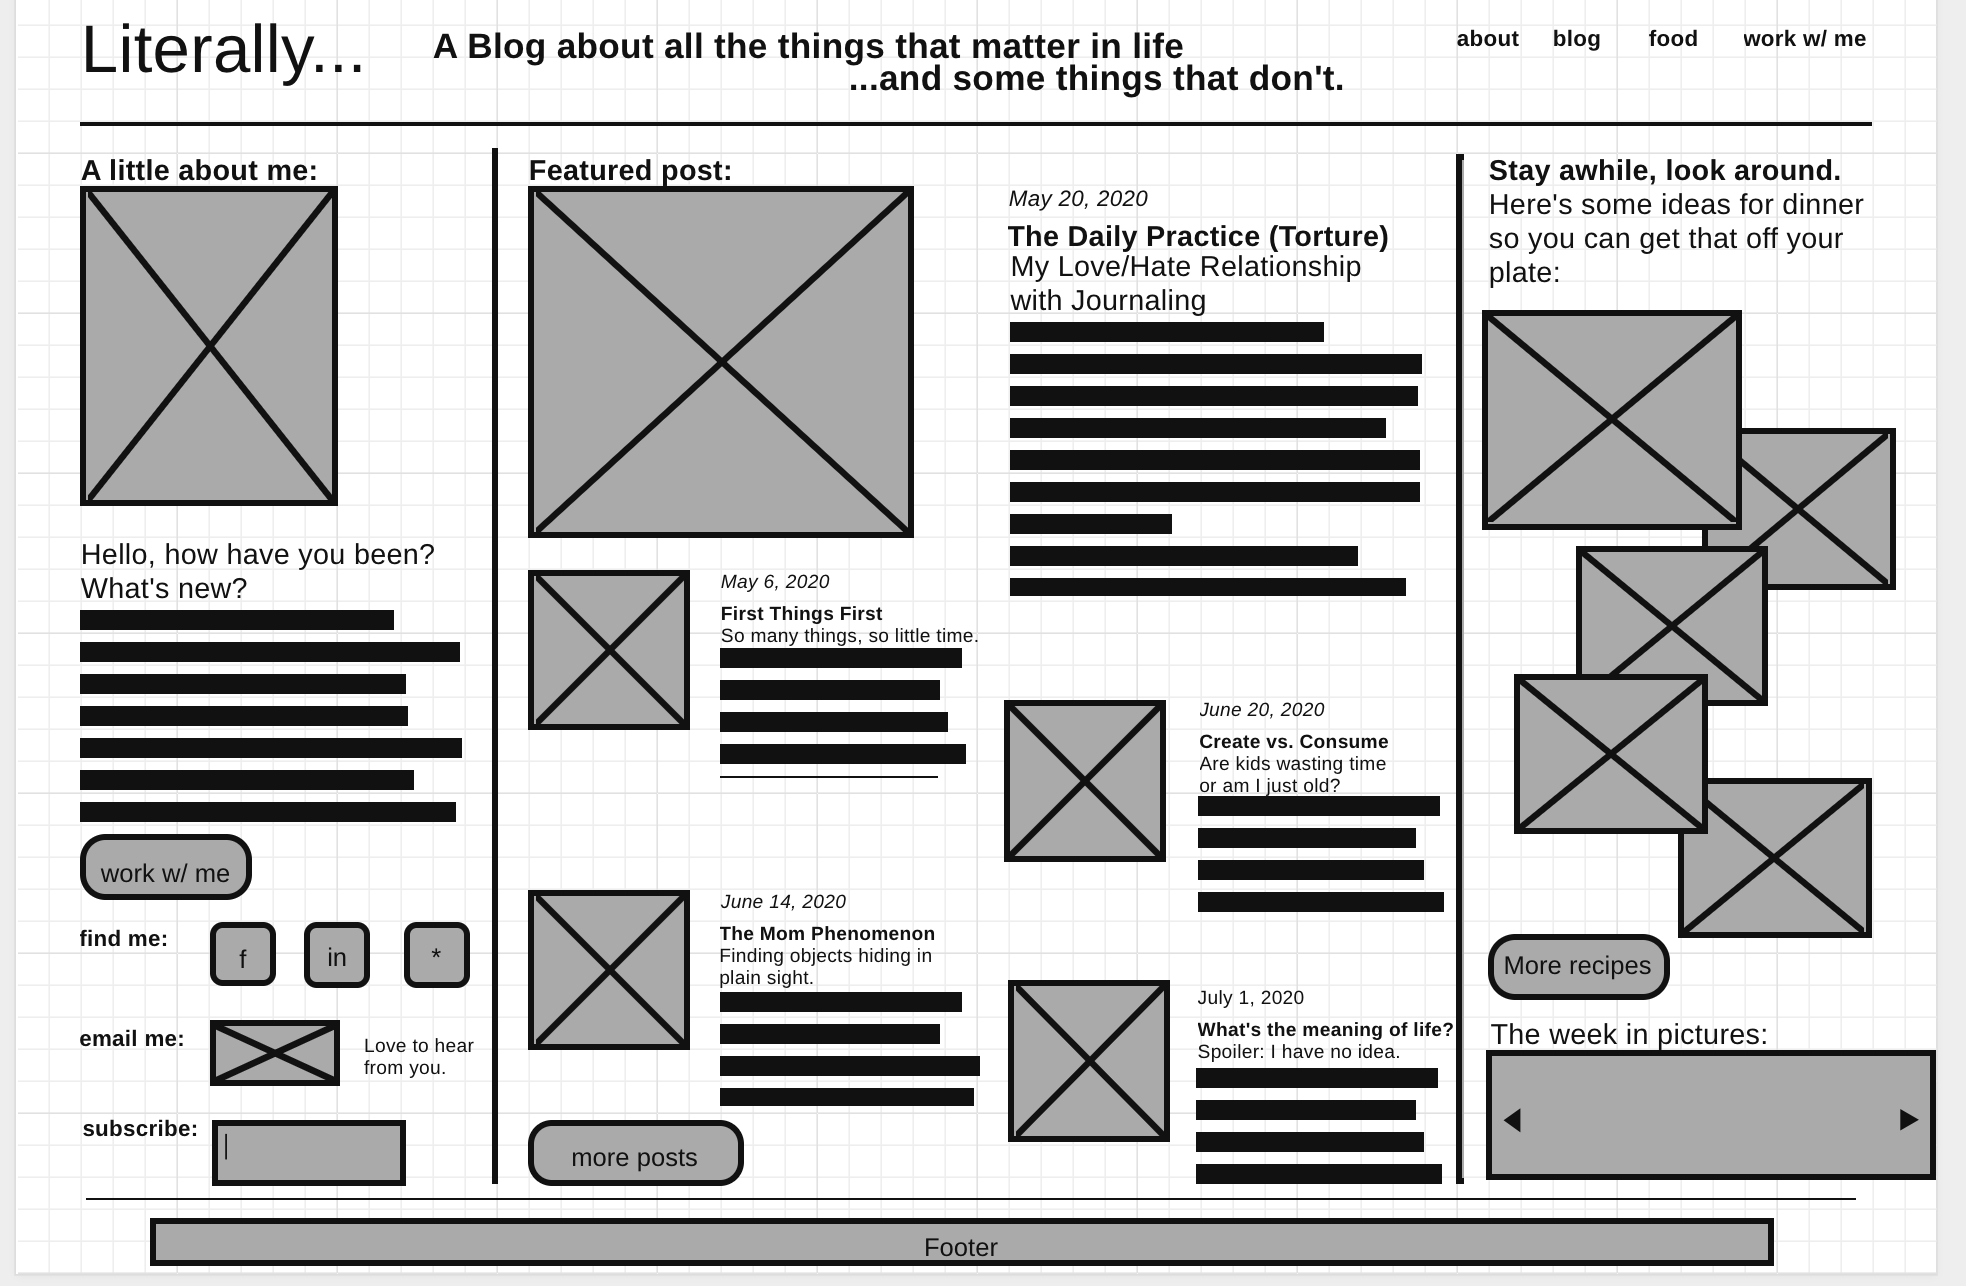 Literally...
A Blog about all the things that matter in life
...and some things that don't.
about blog food work w/ me
A little about me:
Hello, how have you been?
What's new?
work w/ me
find me:
f
in
*
email me:
Love to hear
from you.
subscribe:
Featured post:
May 20, 2020
The Daily Practice (Torture)
My Love/Hate Relationship
with Journaling
May 6, 2020
First Things First
So many things, so little time.
June 14, 2020
The Mom Phenomenon
Finding objects hiding in
plain sight.
more posts
June 20, 2020
Create vs. Consume
Are kids wasting time
or am I just old?
July 1, 2020
What's the meaning of life?
Spoiler: I have no idea.
Stay awhile, look around.
Here's some ideas for dinner
so you can get that off your
plate:
More recipes
The week in pictures:
Footer